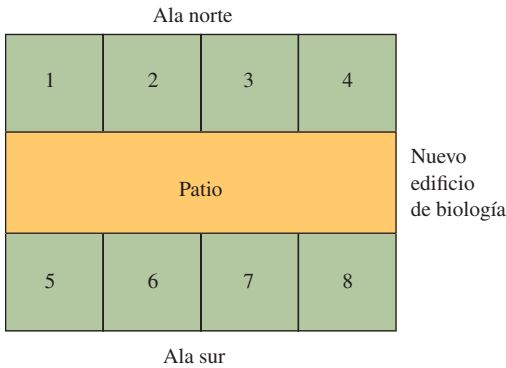 Ala norte
1 2 3 4
Patio
Nuevo
edificio
de biología
5 6 7 8
Ala sur